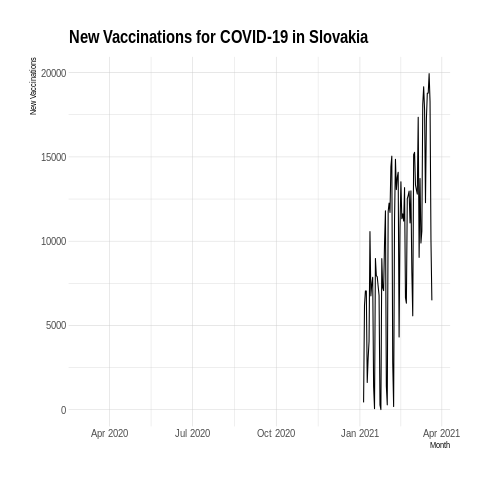 New Vaccinations for COVID-19 in Slovakia
New Vaccinations
20000
15000
10000
5000
0
Apr 2020 Jul 2020 Oct 2020 Jan 2021 Apr 2021
Month